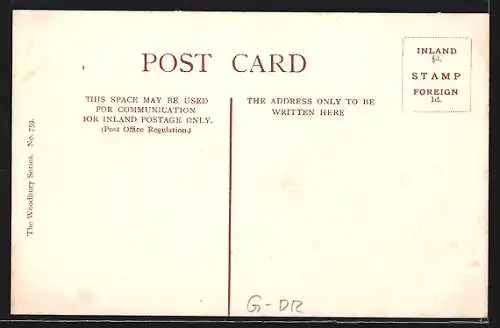 POST CARD
INLAND
½d.
STAMP
FOREIGN
1d.
THIS SPACE MAY BE USED
FOR COMMUNICATION
FOR INLAND POSTAGE ONLY.
(Post Office Regulation.)
THE ADDRESS ONLY TO BE
WRITTEN HERE
The Woodbury Series. No. 759.
G-DR